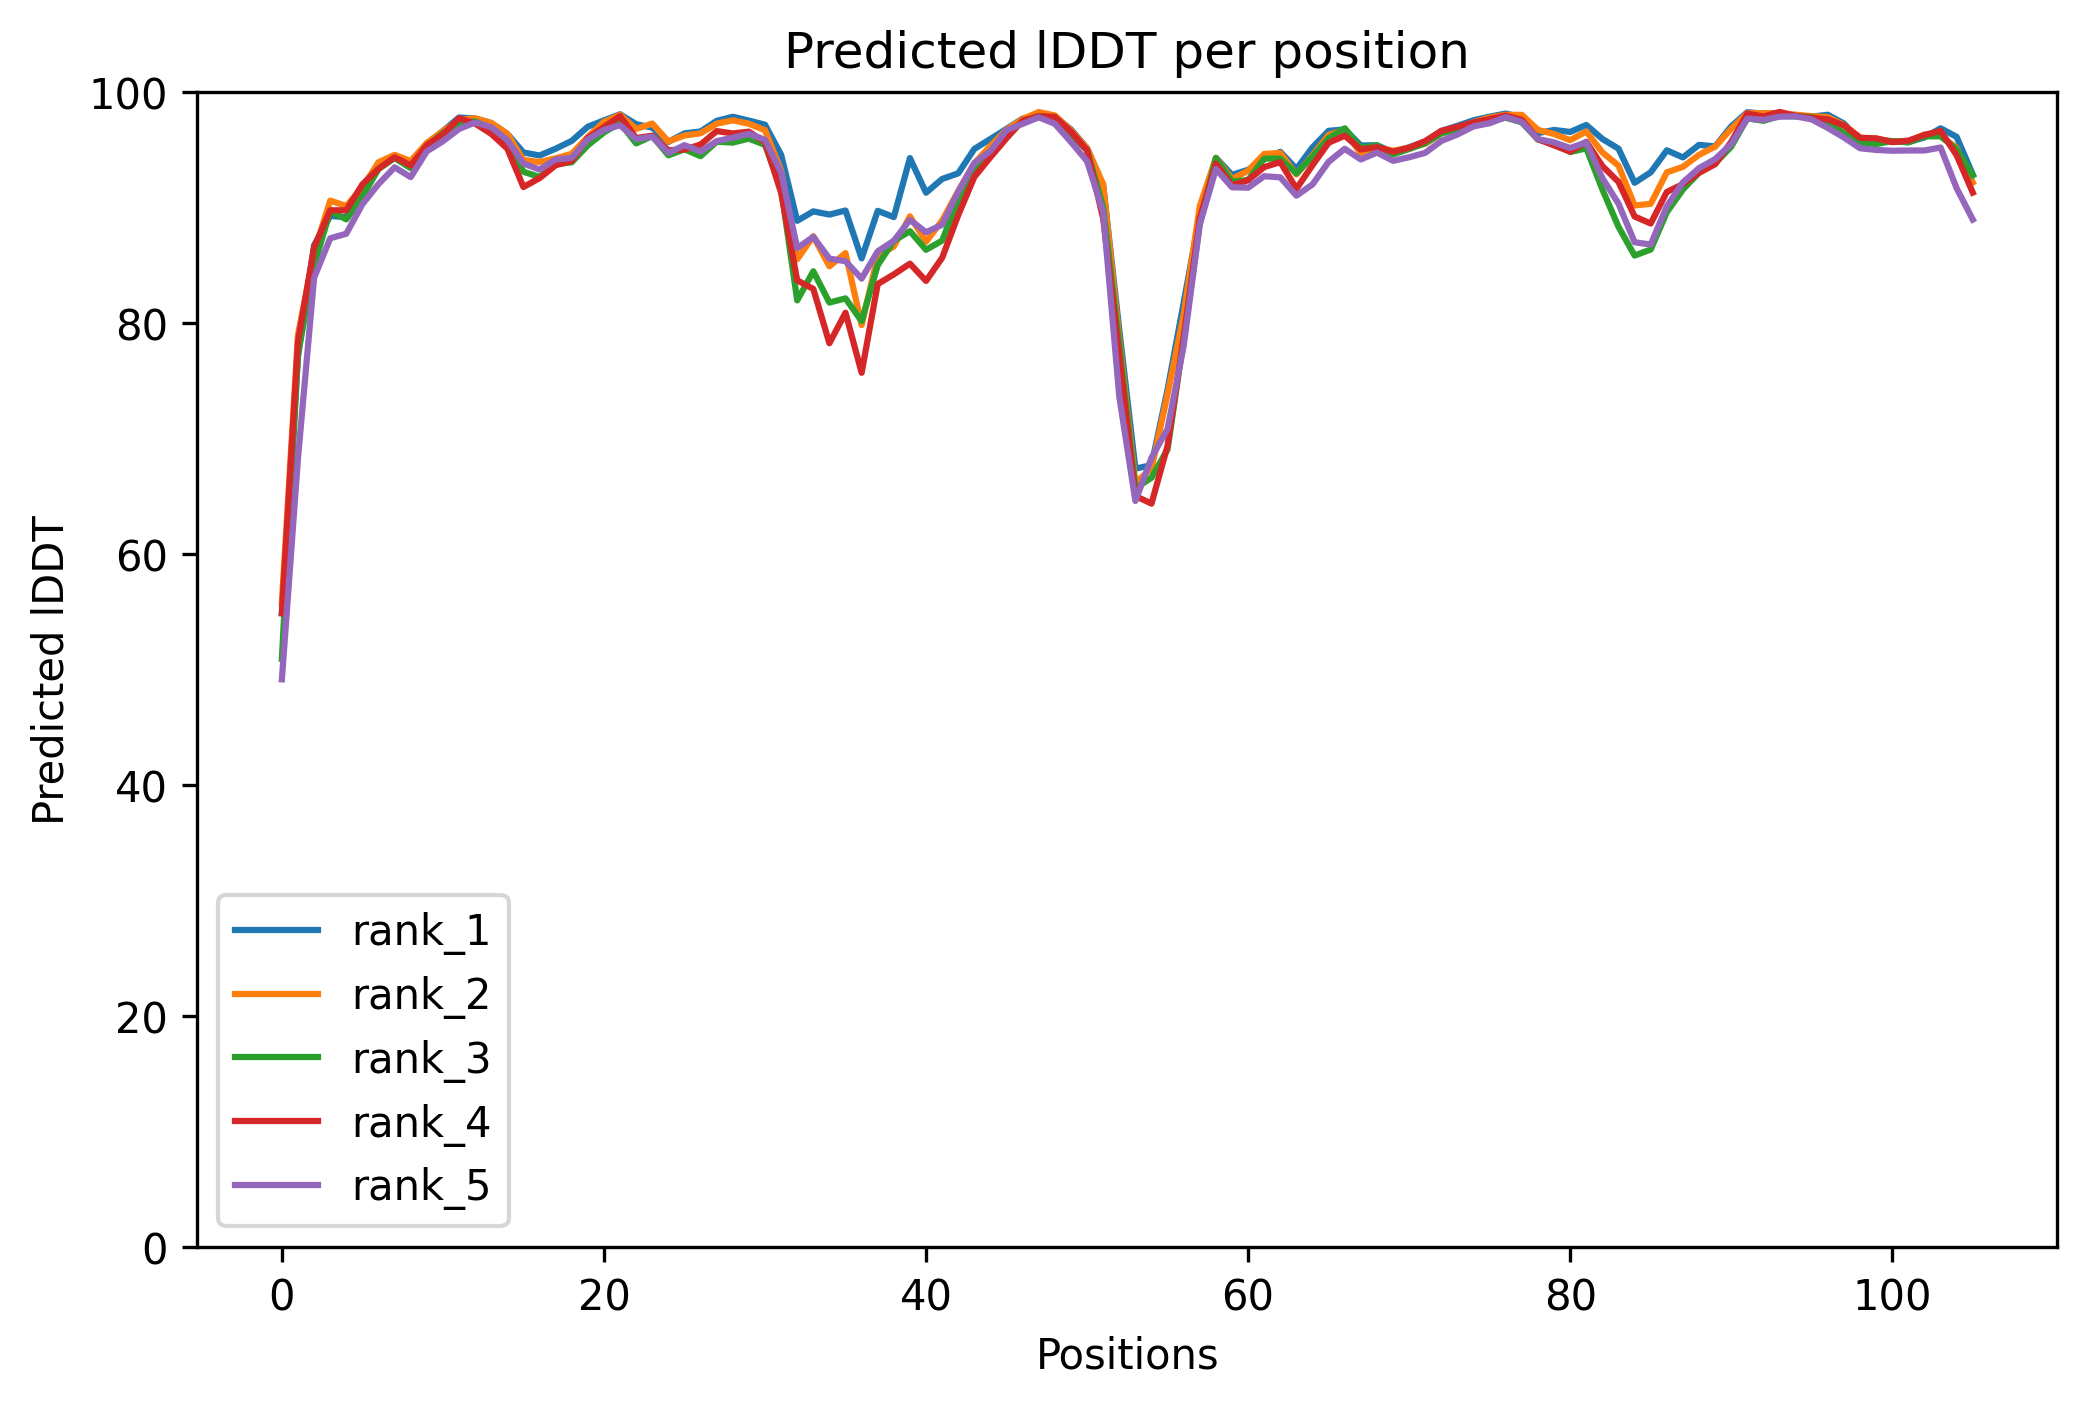 Predicted lDDT per position
Predicted lDDT
100
80
60
40
20
0
rank_1
rank_2
rank_3
rank_4
rank_5
0 20 40 60 80 100
Positions